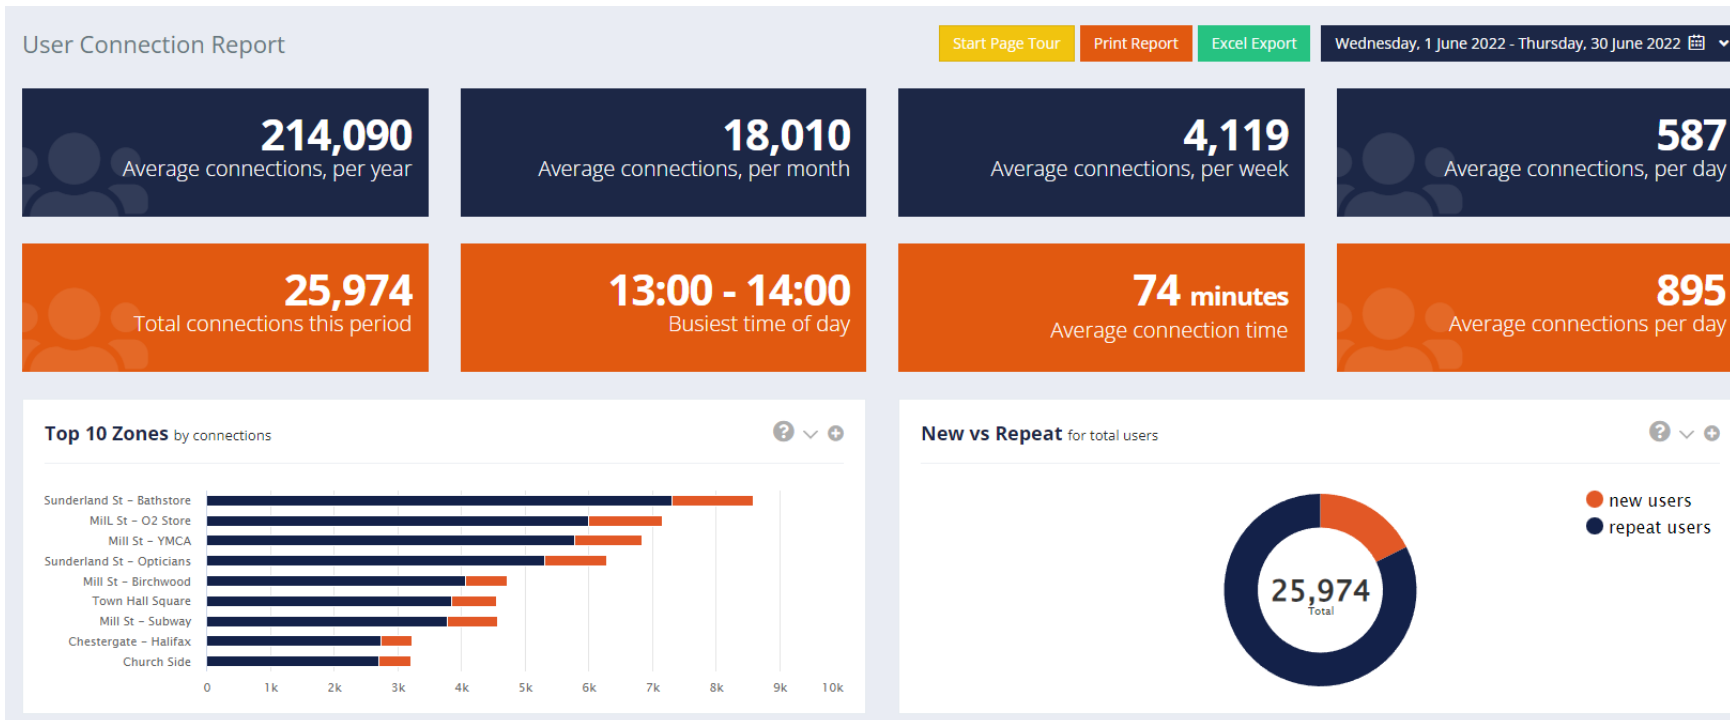 User Connection Report
Start Page Tour
Print Report
Excel Export
Wednesday, 1 June 2022 - Thursday, 30 June 2022
214,090
Average connections, per year
18,010
Average connections, per month
4,119
Average connections, per week
587
Average connections, per day
25,974
Total connections this period
13:00 - 14:00
Busiest time of day
74 minutes
Average connection time
895
Average connections per day
Top 10 Zones by connections
Sunderland St - Bathstore
MilL St - O2 Store
Mill St - YMCA
Sunderland St - Opticians
Mill St - Birchwood
Town Hall Square
Mill St - Subway
Chestergate - Halifax
Church Side
0 1k 2k 3k 4k 5k 6k 7k 8k 9k 10k
New vs Repeat for total users
new users
repeat users
25,974
Total